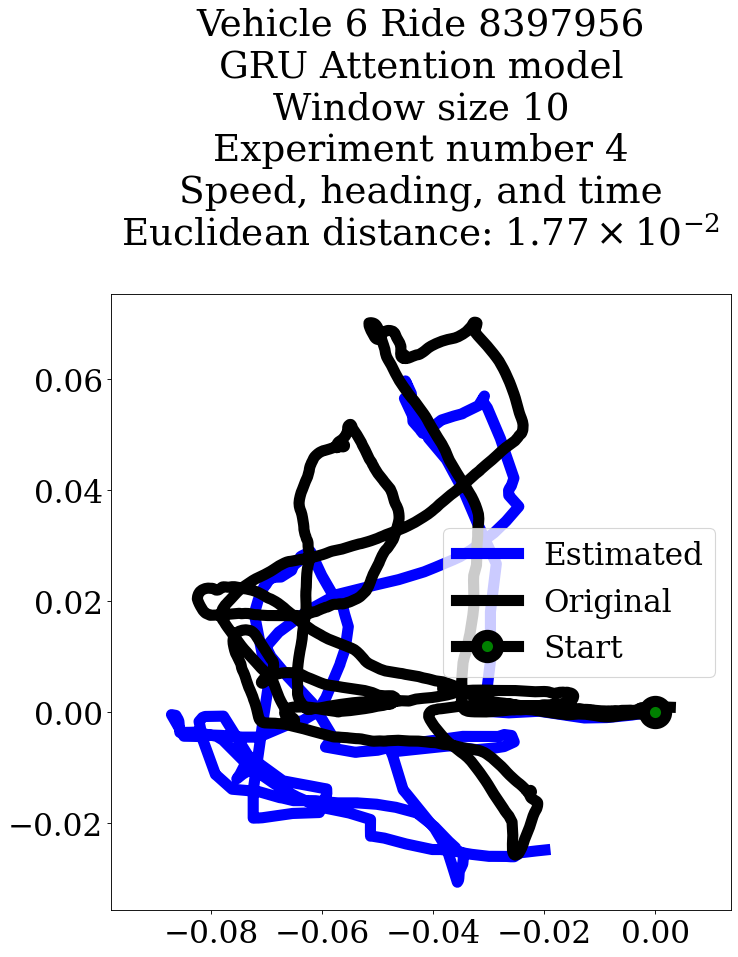 Vehicle 6 Ride 8397956
GRU Attention model
Window size 10
Experiment number 4
Speed, heading, and time
Euclidean distance: 1.77 × 10⁻²
0.06
0.04
0.02
0.00
−0.02
Estimated
Original
Start
−0.08 −0.06 −0.04 −0.02 0.00